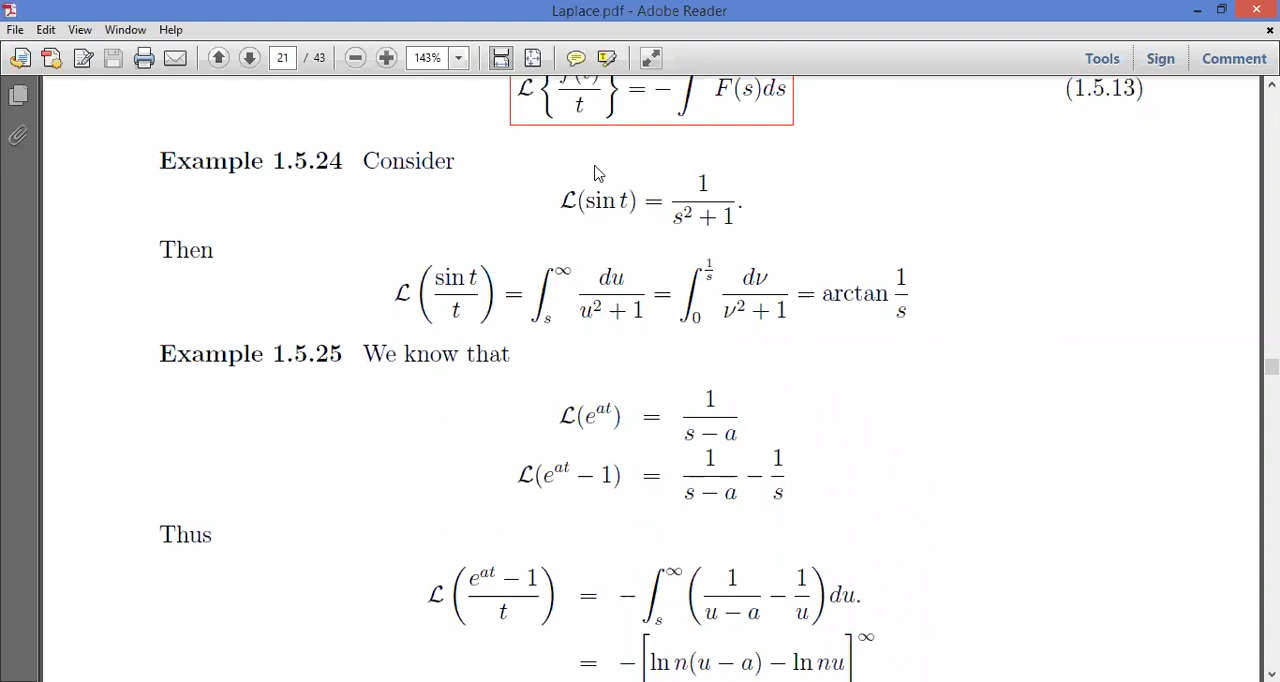 Laplace.pdf - Adobe Reader
File Edit View Window Help
21 / 43 143% Tools Sign Comment
ℒ{f(t)/t} = −∫ F(s)ds (1.5.13)
Example 1.5.24 Consider
ℒ(sin t) = 1/(s² + 1).
Then
ℒ(sin t/t) = ∫ₛ^∞ du/(u² + 1) = ∫₀^(1/s) dν/(ν² + 1) = arctan 1/s
Example 1.5.25 We know that
ℒ(e^(at)) = 1/(s − a)
ℒ(e^(at) − 1) = 1/(s − a) − 1/s
Thus
ℒ((e^(at) − 1)/t) = −∫ₛ^∞ (1/(u − a) − 1/u) du.
= −[ln n(u − a) − ln nu]^∞